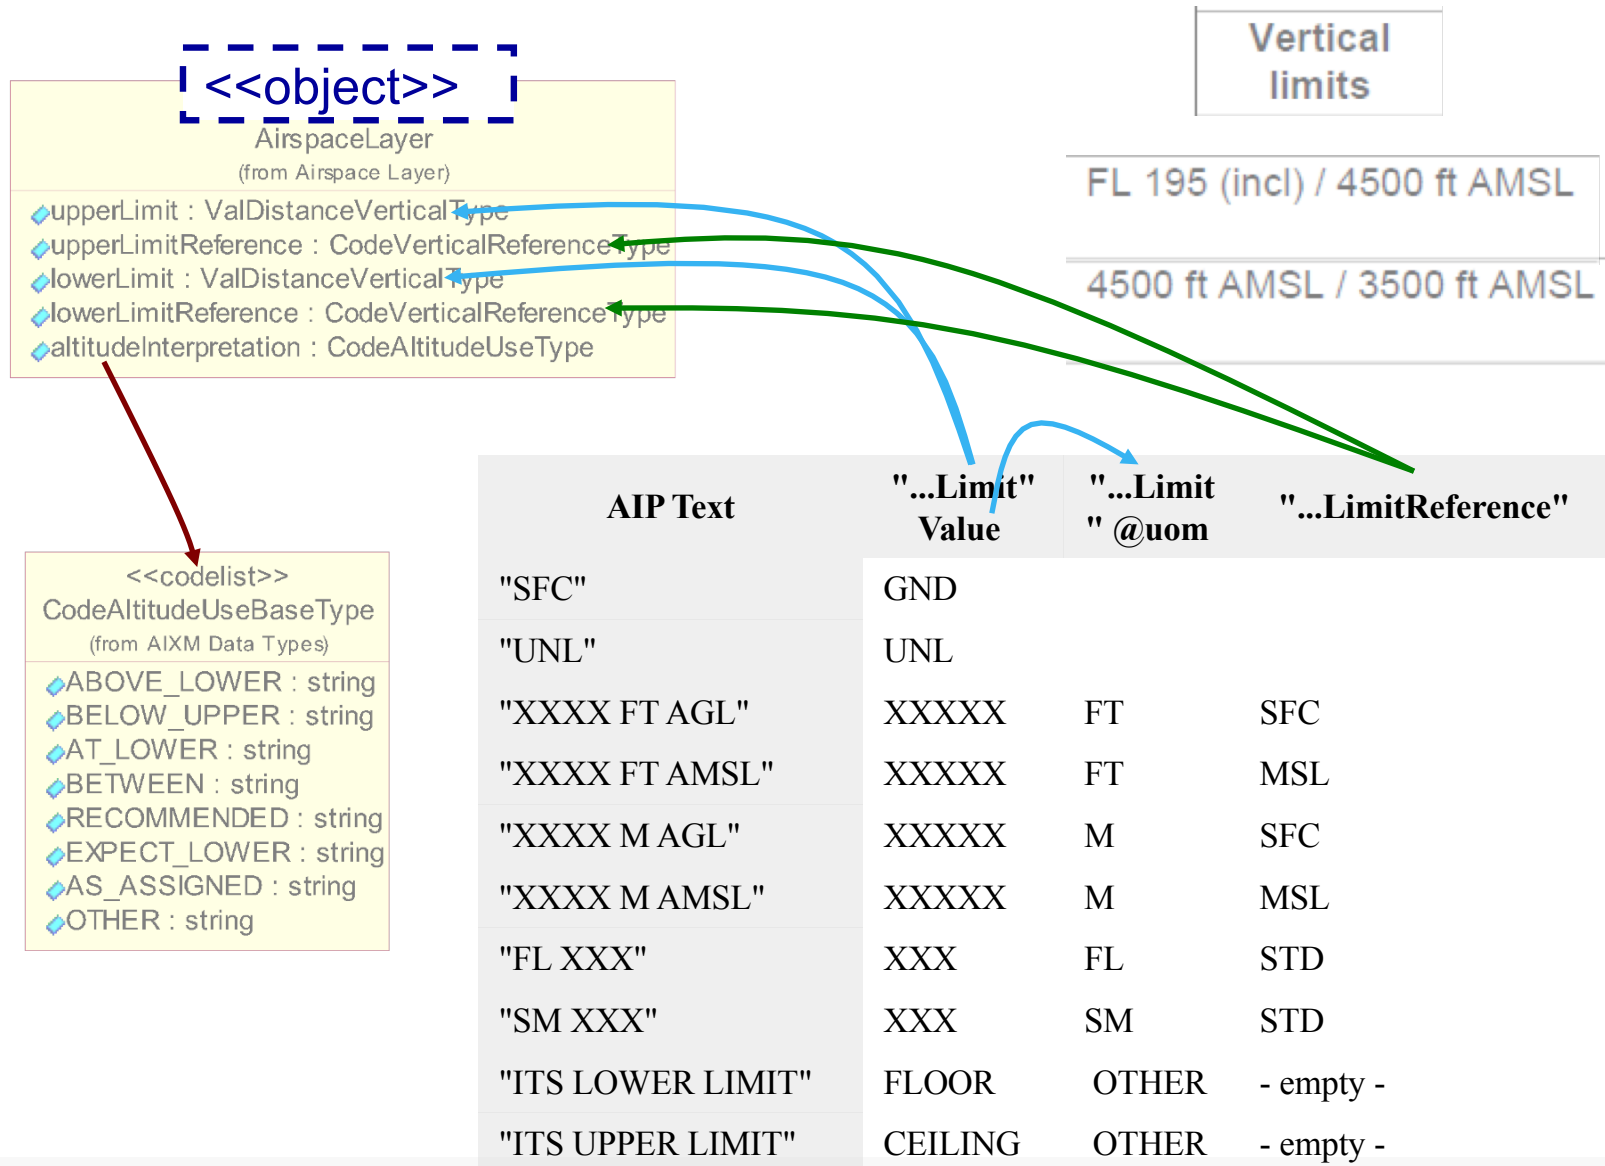 Vertical
limits
<<object>>
AirspaceLayer
(from Airspace Layer)
upperLimit : ValDistanceVerticalType
upperLimitReference : CodeVerticalReferenceType
lowerLimit : ValDistanceVerticalType
lowerLimitReference : CodeVerticalReferenceType
altitudeInterpretation : CodeAltitudeUseType
FL 195 (incl) / 4500 ft AMSL
4500 ft AMSL / 3500 ft AMSL
<<codelist>>
CodeAltitudeUseBaseType
(from AIXM Data Types)
ABOVE_LOWER : string
BELOW_UPPER : string
AT_LOWER : string
BETWEEN : string
RECOMMENDED : string
EXPECT_LOWER : string
AS_ASSIGNED : string
OTHER : string
AIP Text "...Limit" Value "...Limit " @uom "...LimitReference"
"SFC" GND
"UNL" UNL
"XXXX FT AGL" XXXXX FT SFC
"XXXX FT AMSL" XXXXX FT MSL
"XXXX M AGL" XXXXX M SFC
"XXXX M AMSL" XXXXX M MSL
"FL XXX" XXX FL STD
"SM XXX" XXX SM STD
"ITS LOWER LIMIT" FLOOR OTHER - empty -
"ITS UPPER LIMIT" CEILING OTHER - empty -